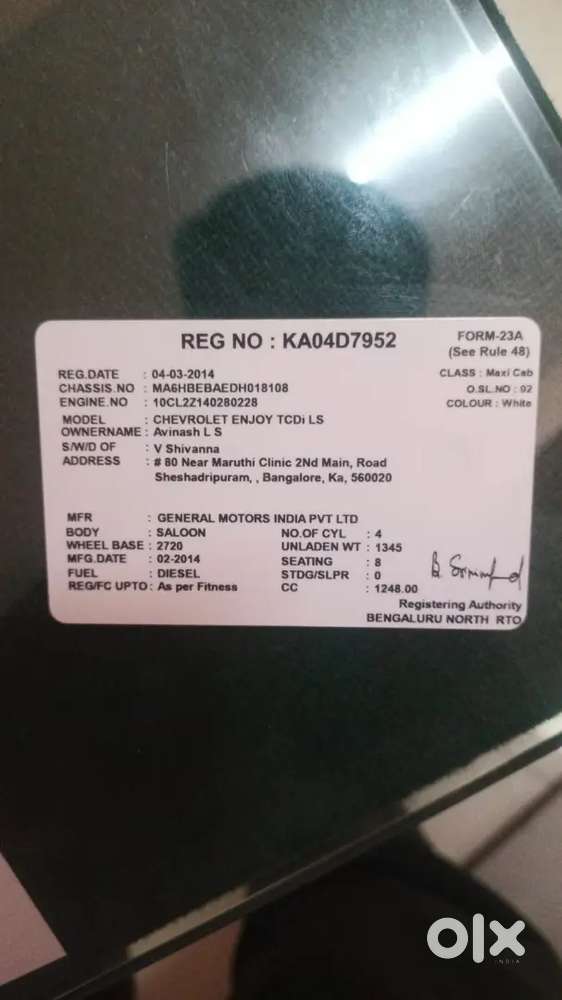 REG NO : KA04D7952
FORM-23A
(See Rule 48)
REG.DATE : 04-03-2014
CLASS : Maxi Cab
CHASSIS.NO : MA6HBEBAEDH018108
O.SL.NO : 92
ENGINE.NO : 10CL2Z140280228
COLOUR : White
MODEL : CHEVROLET ENJOY TCDi LS
OWNERNAME : Avinash L S
S/W/D OF : V Shivanna
ADDRESS : # 80 Near Maruthi Clinic 2Nd Main, Road
Sheshadripuram, , Bangalore, Ka, 560020
MFR : GENERAL MOTORS INDIA PVT LTD
BODY : SALOON NO.OF CYL : 4
WHEEL BASE : 2720 UNLADEN WT : 1345
MFG.DATE : 02-2014 SEATING : 8
FUEL : DIESEL STDG/SLPR : 0
REG/FC UPTO : As per Fitness CC : 1248.00
Registering Authority
BENGALURU NORTH RTO
olx
INDIA